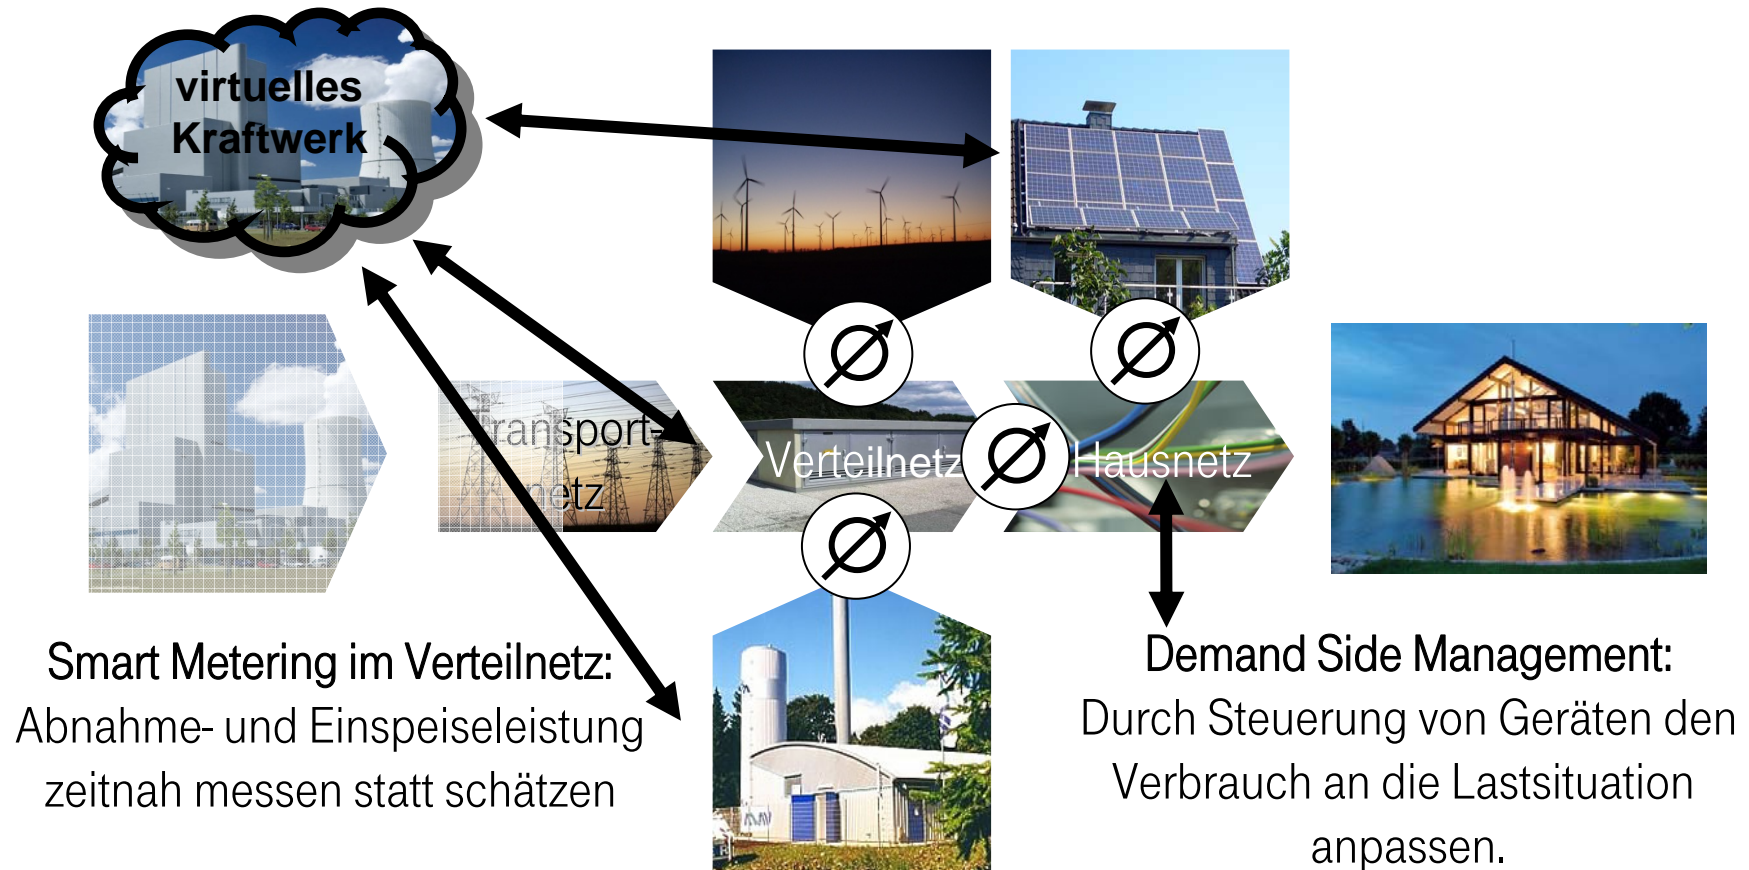 virtuelles
Kraftwerk
Transport-
netz
Verteilnetz
Hausnetz
Smart Metering im Verteilnetz:
Abnahme- und Einspeiseleistung
zeitnah messen statt schätzen
Demand Side Management:
Durch Steuerung von Geräten den
Verbrauch an die Lastsituation
anpassen.